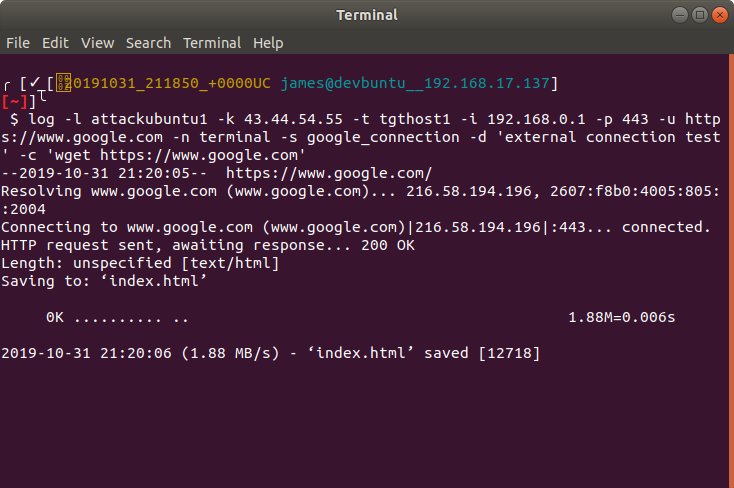 Terminal
File Edit View Search Terminal Help
╭ [✓ [20191031_211850_+0000UC james@devbuntu__192.168.17.137]
[~]]╰
$ log -l attackubuntu1 -k 43.44.54.55 -t tgthost1 -i 192.168.0.1 -p 443 -u http
s://www.google.com -n terminal -s google_connection -d 'external connection test
' -c 'wget https://www.google.com'
--2019-10-31 21:20:05-- https://www.google.com/
Resolving www.google.com (www.google.com)... 216.58.194.196, 2607:f8b0:4005:805:
:2004
Connecting to www.google.com (www.google.com)|216.58.194.196|:443... connected.
HTTP request sent, awaiting response... 200 OK
Length: unspecified [text/html]
Saving to: ‘index.html’
0K .......... .. 1.88M=0.006s
2019-10-31 21:20:06 (1.88 MB/s) - ‘index.html’ saved [12718]